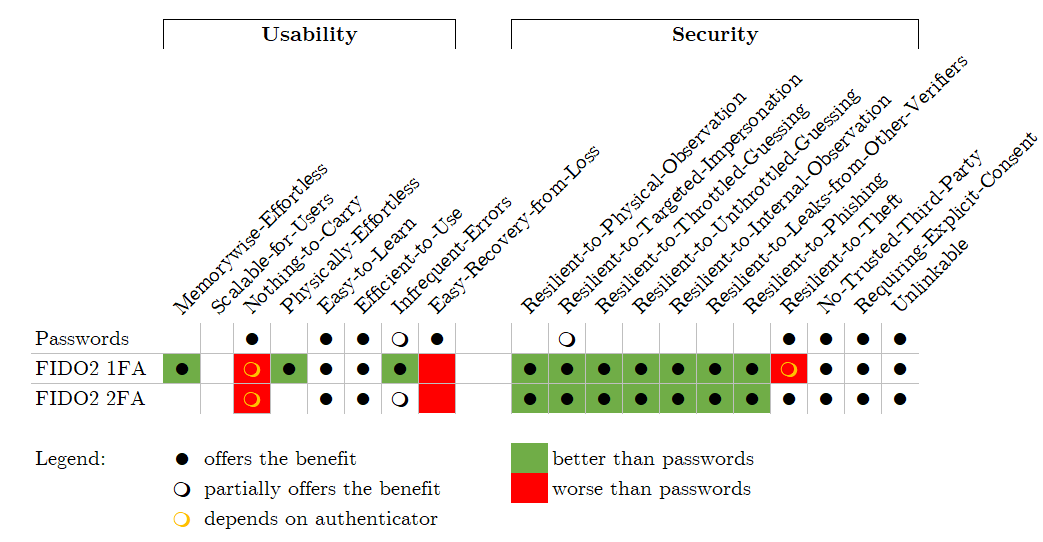 Usability
Security
Memorywise-Effortless
Scalable-for-Users
Nothing-to-Carry
Physically-Effortless
Easy-to-Learn
Efficient-to-Use
Infrequent-Errors
Easy-Recovery-from-Loss
Resilient-to-Physical-Observation
Resilient-to-Targeted-Impersonation
Resilient-to-Throttled-Guessing
Resilient-to-Unthrottled-Guessing
Resilient-to-Internal-Observation
Resilient-to-Leaks-from-Other-Verifiers
Resilient-to-Phishing
Resilient-to-Theft
No-Trusted-Third-Party
Requiring-Explicit-Consent
Unlinkable
Passwords
FIDO2 1FA
FIDO2 2FA
Legend:
offers the benefit
better than passwords
partially offers the benefit
worse than passwords
depends on authenticator